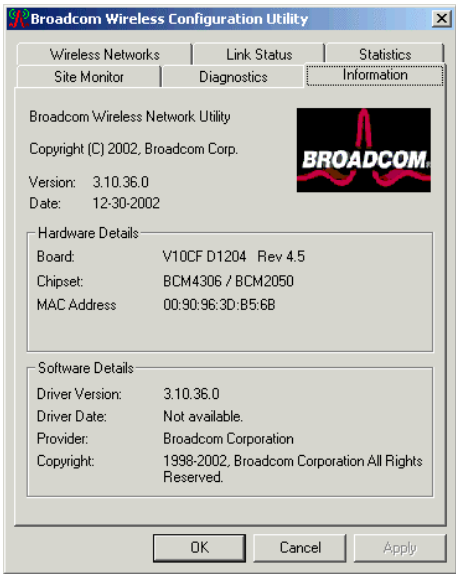 Broadcom Wireless Configuration Utility
Wireless Networks Link Status Statistics
Site Monitor Diagnostics Information
Broadcom Wireless Network Utility
Copyright (C) 2002, Broadcom Corp.
BROADCOM.
Version: 3.10.36.0
Date: 12-30-2002
Hardware Details
Board: V10CF D1204 Rev 4.5
Chipset: BCM4306 / BCM2050
MAC Address 00:90:96:3D:B5:6B
Software Details
Driver Version: 3.10.36.0
Driver Date: Not available.
Provider: Broadcom Corporation
Copyright: 1998-2002, Broadcom Corporation All Rights
Reserved.
OK Cancel Apply